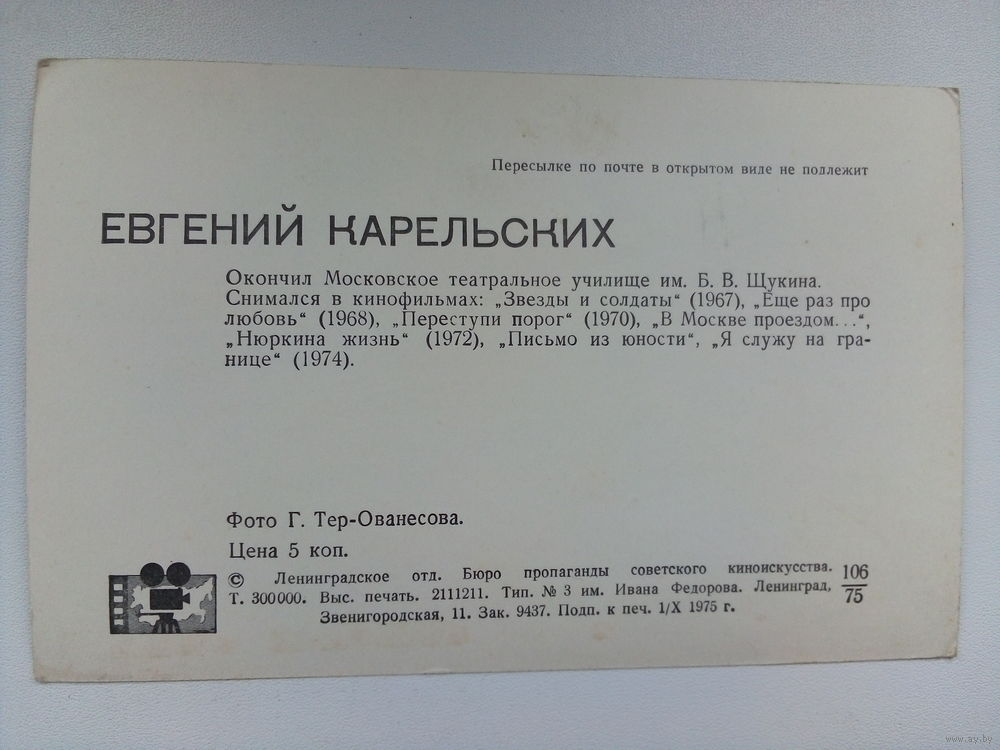 Пересылке по почте в открытом виде не подлежит
ЕВГЕНИЙ КАРЕЛЬСКИХ
Окончил Московское театральное училище им. Б. В. Щукина.
Снимался в кинофильмах: „Звезды и солдаты“ (1967), „Еще раз про
любовь“ (1968), „Переступи порог“ (1970), „В Москве проездом...“,
„Нюркина жизнь“ (1972), „Письмо из юности“, „Я служу на гра-
нице“ (1974).
Фото Г. Тер-Ованесова.
Цена 5 коп.
© Ленинградское отд. Бюро пропаганды советского киноискусства.
Т. 300000. Выс. печать. 2111211. Тип. № 3 им. Ивана Федорова. Ленинград,
Звенигородская, 11. Зак. 9437. Подп. к печ. 1/X 1975 г.
106
75
www.ay.by